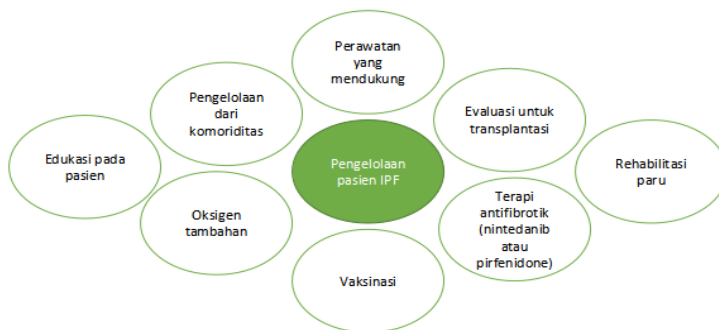 Perawatan
yang
mendukung
Pengelolaan
dari
komoriditas
Evaluasi untuk
transplantasi
Edukasi pada
pasien
Pengelolaan
pasien IPF
Rehabilitasi
paru
Oksigen
tambahan
Terapi
antifibrotik
(nintedanib
atau
pirfenidone)
Vaksinasi